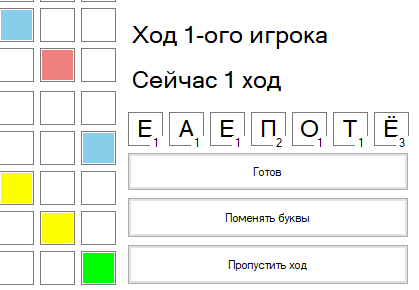 Ход 1-ого игрока
Сейчас 1 ход
Е1 А1 Е1 П2 О1 Т1 Ё3
Готов
Поменять буквы
Пропустить ход